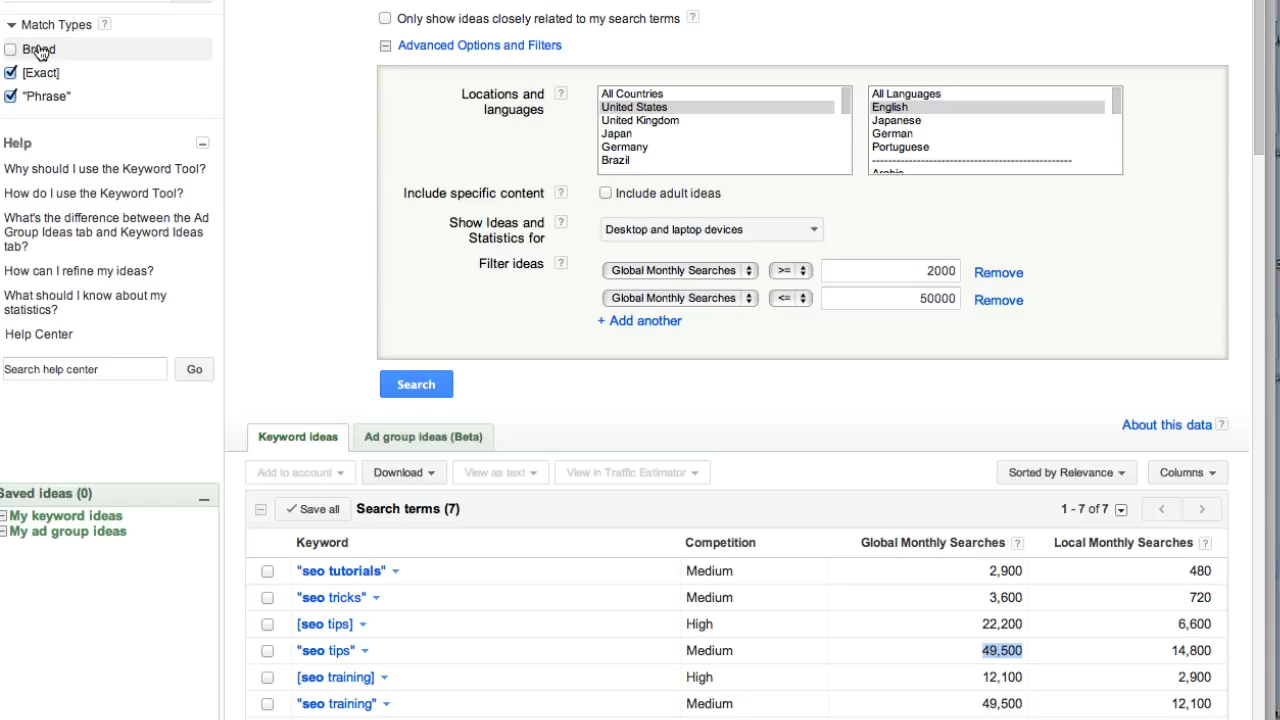 Match Types ?
Broad
[Exact]
"Phrase"
Help
Why should I use the Keyword Tool?
How do I use the Keyword Tool?
What's the difference between the Ad
Group Ideas tab and Keyword Ideas
tab?
How can I refine my ideas?
What should I know about my
statistics?
Help Center
Search help center Go
Saved ideas (0)
My keyword ideas
My ad group ideas
Only show ideas closely related to my search terms ?
Advanced Options and Filters
Locations and
languages ?
All Countries
United States
United Kingdom
Japan
Germany
Brazil
All Languages
English
Japanese
German
Portuguese
--------------------------------------------------
Arabic
Include specific content ? Include adult ideas
Show Ideas and
Statistics for ? Desktop and laptop devices
Filter ideas ? Global Monthly Searches >= 2000 Remove
Global Monthly Searches <= 50000 Remove
+ Add another
Search
About this data ?
Keyword ideas Ad group ideas (Beta)
Add to account Download View as text View in Traffic Estimator Sorted by Relevance Columns
Save all Search terms (7) 1 - 7 of 7
Keyword Competition Global Monthly Searches ? Local Monthly Searches ?
"seo tutorials" Medium 2,900 480
"seo tricks" Medium 3,600 720
[seo tips] High 22,200 6,600
"seo tips" Medium 49,500 14,800
[seo training] High 12,100 2,900
"seo training" Medium 49,500 12,100